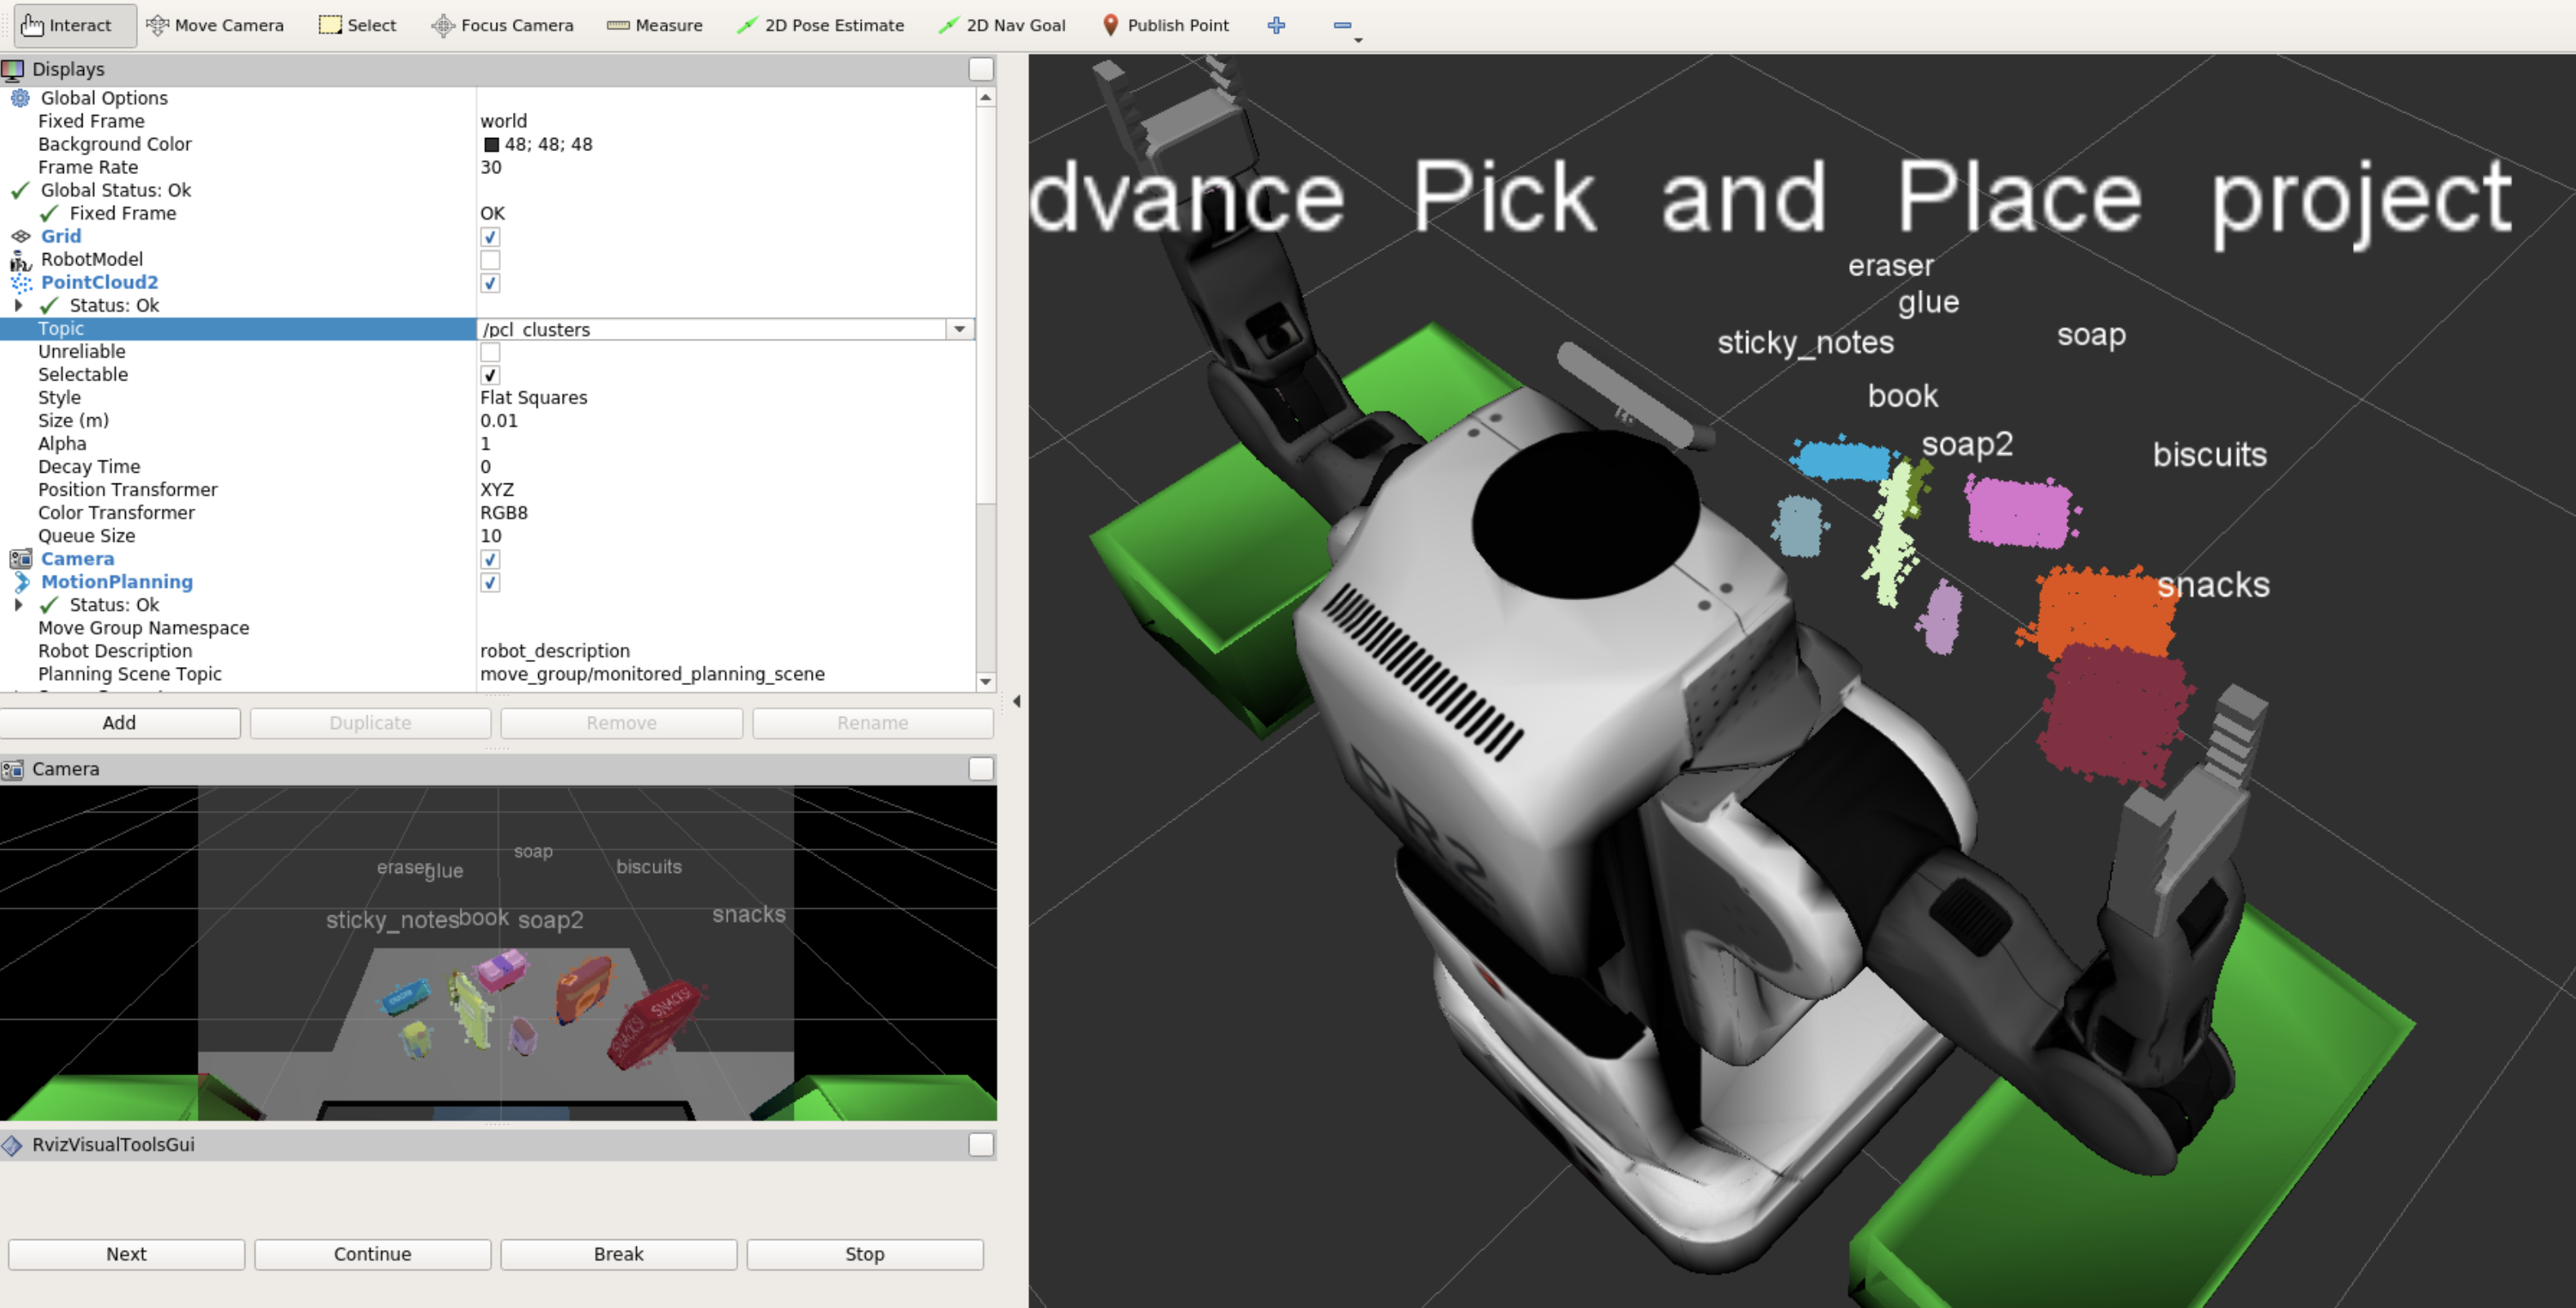 Interact Move Camera Select Focus Camera Measure 2D Pose Estimate 2D Nav Goal Publish Point
Displays
Global Options
Fixed Frame world
Background Color 48; 48; 48
Frame Rate 30
Global Status: Ok
Fixed Frame OK
Grid
RobotModel
PointCloud2
Status: Ok
Topic /pcl_clusters
Unreliable
Selectable
Style Flat Squares
Size (m) 0.01
Alpha 1
Decay Time 0
Position Transformer XYZ
Color Transformer RGB8
Queue Size 10
Camera
MotionPlanning
Status: Ok
Move Group Namespace
Robot Description robot_description
Planning Scene Topic move_group/monitored_planning_scene
Add Duplicate Remove Rename
Camera
soap
eraser glue biscuits
sticky_notes book soap2 snacks
ERASER
SNACKS!
SNACKS!
RvizVisualToolsGui
Next Continue Break Stop
dvance Pick and Place project
eraser
glue
sticky_notes soap
book
soap2 biscuits
snacks
PR2